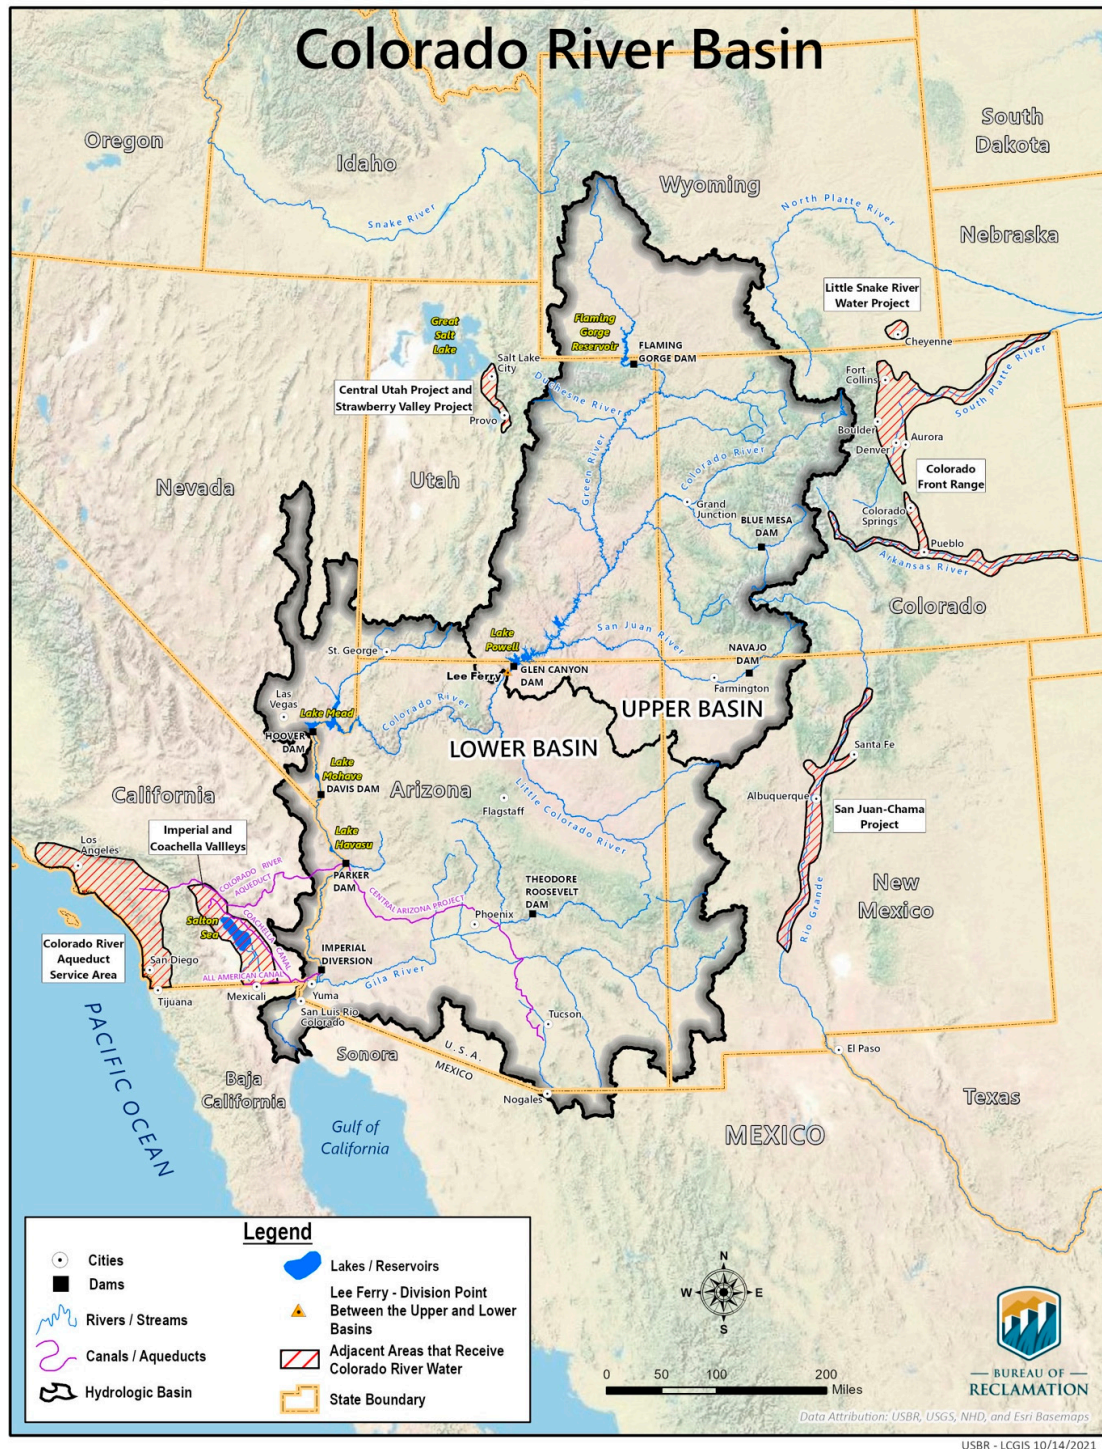 Colorado River Basin
Oregon
Idaho
Wyoming
South
Dakota
Nebraska
Snake River
North Platte River
Little Snake River
Water Project
Cheyenne
Great
Salt
Lake
Flaming
Gorge
Reservoir
FLAMING
GORGE DAM
Salt Lake
City
Central Utah Project and
Strawberry Valley Project
Provo
Duchesne River
Fort
Collins
South Platte River
Boulder
Denver
Aurora
Colorado
Front Range
Nevada
Utah
Green River
Colorado River
Grand
Junction
BLUE MESA
DAM
Colorado
Springs
Pueblo
Arkansas River
Colorado
St. George
Lake
Powell
San Juan River
NAVAJO
DAM
Lee Ferry
GLEN CANYON
DAM
Farmington
Las
Vegas
Lake Mead
Colorado River
UPPER BASIN
LOWER BASIN
HOOVER
DAM
Santa Fe
Lake
Mohave
DAVIS DAM
Arizona
Flagstaff
Little Colorado River
Albuquerque
San Juan-Chama
Project
California
Imperial and
Coachella Vallleys
Los
Angeles
Lake
Havasu
PARKER
DAM
COLORADO RIVER
AQUEDUCT
CENTRAL ARIZONA PROJECT
THEODORE
ROOSEVELT
DAM
Phoenix
New
Mexico
Rio Grande
Salton
Sea
COACHELLA CANAL
Colorado River
Aqueduct
Service Area
San Diego
ALL AMERICAN CANAL
IMPERIAL
DIVERSION
Gila River
Tijuana
Mexicali
Yuma
San Luis Rio
Colorado
Tucson
PACIFIC OCEAN
Sonora
U.S.A.
MEXICO
El Paso
Baja
California
Nogales
Texas
Gulf of
California
MEXICO
Legend
Cities
Dams
Rivers / Streams
Canals / Aqueducts
Hydrologic Basin
Lakes / Reservoirs
Lee Ferry - Division Point
Between the Upper and Lower
Basins
Adjacent Areas that Receive
Colorado River Water
State Boundary
N
W E
S
0 50 100 200
Miles
BUREAU OF
RECLAMATION
Data Attribution: USBR, USGS, NHD, and Esri Basemaps
USBR - LCGIS 10/14/2021